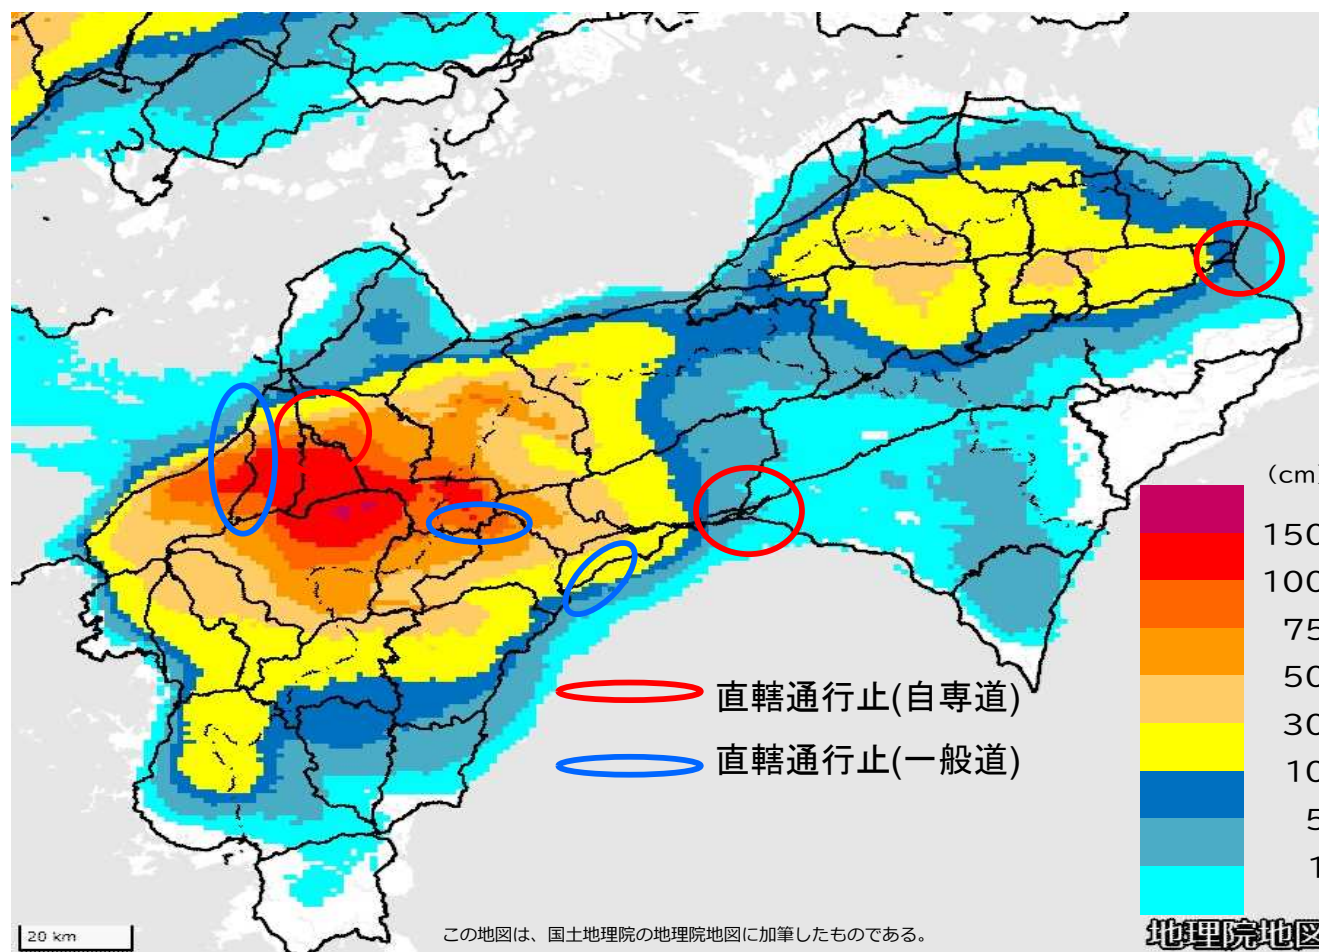 (cm)
150
100
75
50
30
10
5
1
直轄通行止(自専道)
直轄通行止(一般道)
20 km
この地図は、国土地理院の地理院地図に加筆したものである。
地理院地図